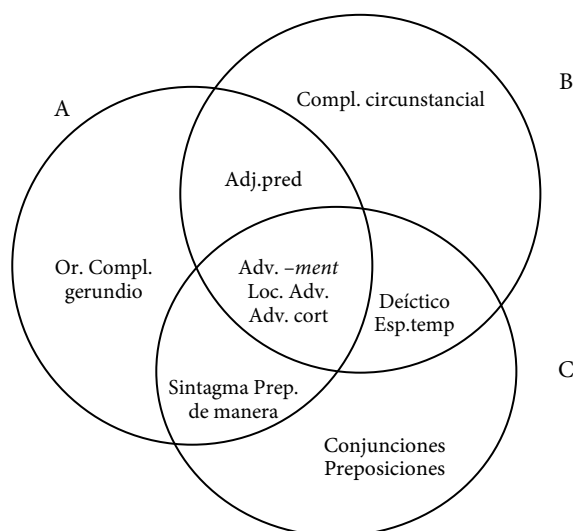 A
B
Compl. circunstancial
Adj.pred
Or. Compl.
gerundio
Adv. –ment
Loc. Adv.
Adv. cort
Deíctico
Esp.temp
C
Sintagma Prep.
de manera
Conjunciones
Preposiciones